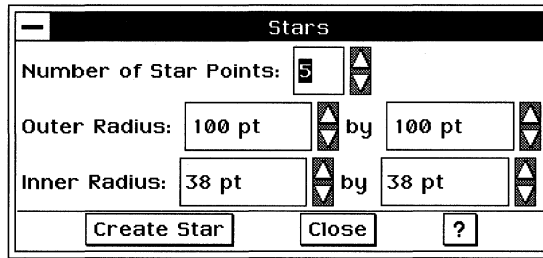 Stars
Number of Star Points: 5
Outer Radius: 100 pt by 100 pt
Inner Radius: 38 pt by 38 pt
Create Star Close ?